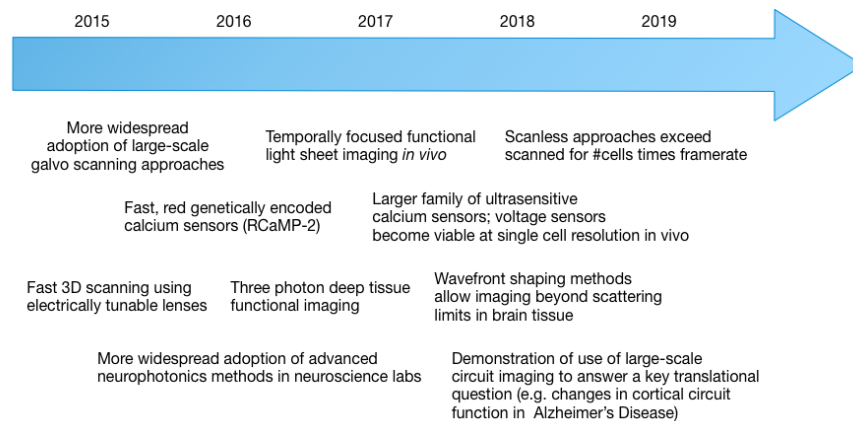 2015 2016 2017 2018 2019
More widespread
adoption of large-scale
galvo scanning approaches
Temporally focused functional
light sheet imaging in vivo
Scanless approaches exceed
scanned for #cells times framerate
Fast, red genetically encoded
calcium sensors (RCaMP-2)
Larger family of ultrasensitive
calcium sensors; voltage sensors
become viable at single cell resolution in vivo
Fast 3D scanning using
electrically tunable lenses
Three photon deep tissue
functional imaging
Wavefront shaping methods
allow imaging beyond scattering
limits in brain tissue
More widespread adoption of advanced
neurophotonics methods in neuroscience labs
Demonstration of use of large-scale
circuit imaging to answer a key translational
question (e.g. changes in cortical circuit
function in Alzheimer's Disease)